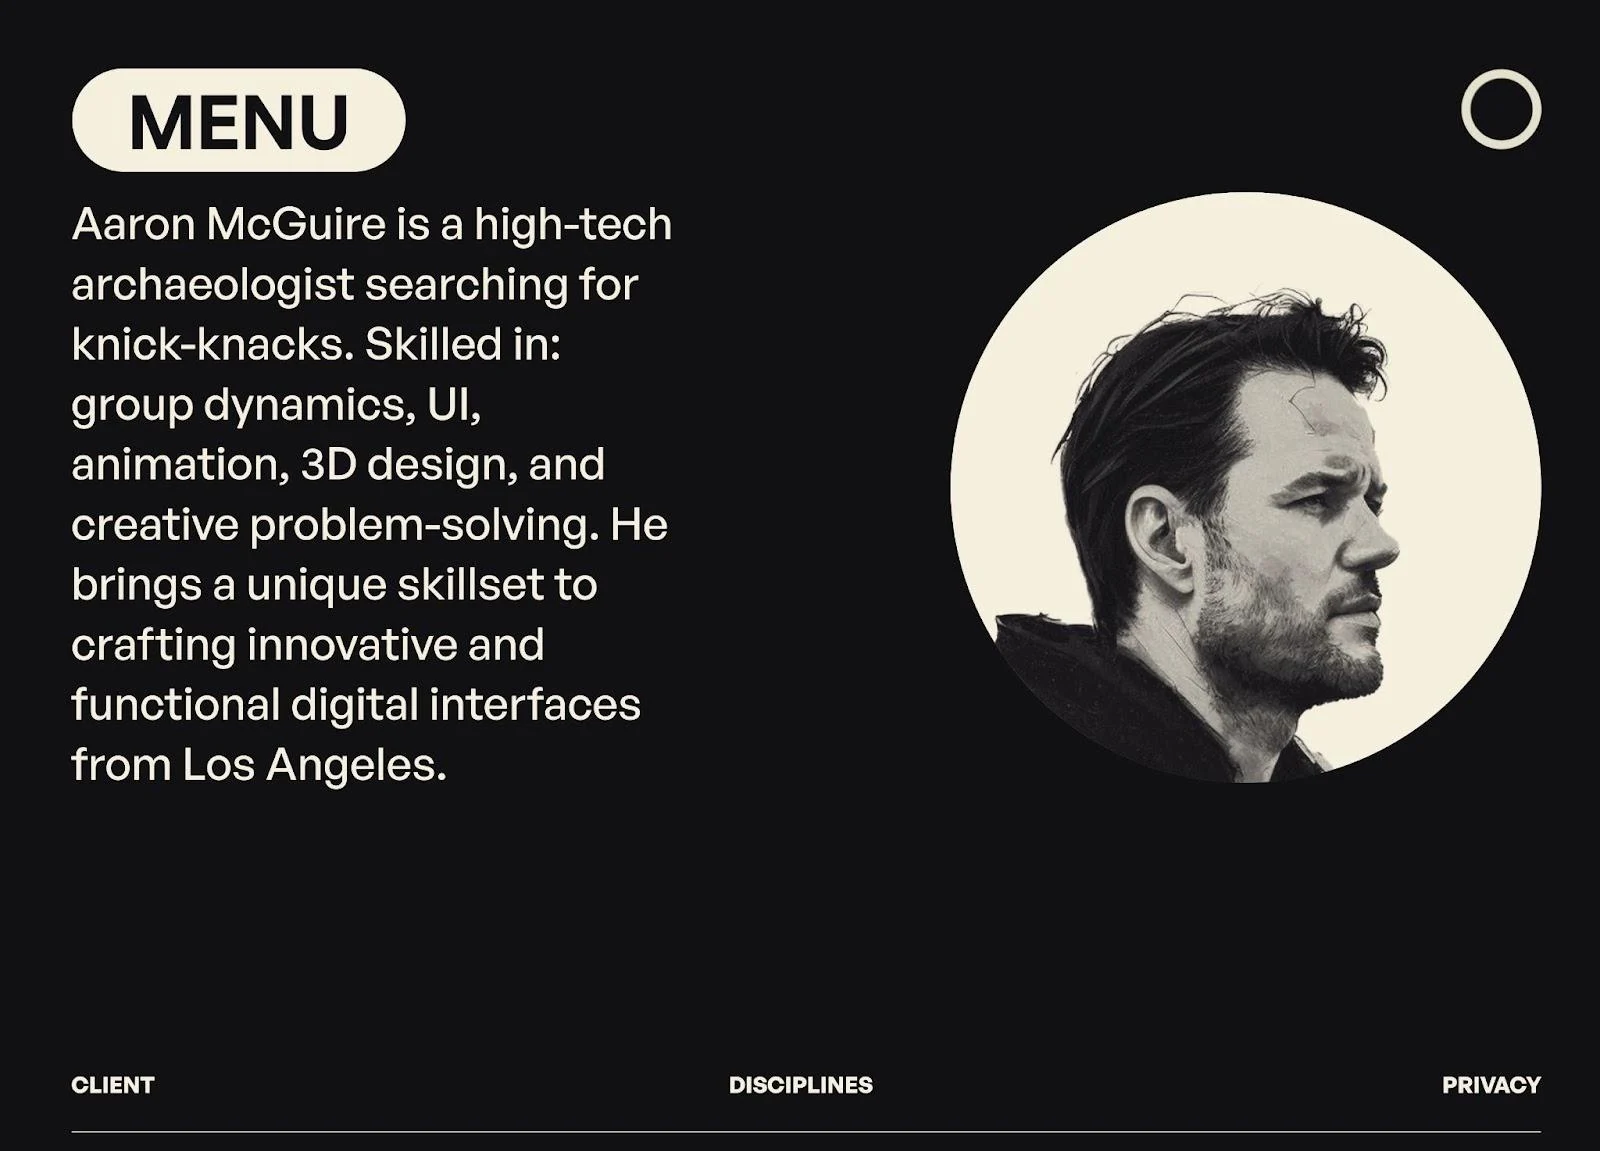 MENU
Aaron McGuire is a high-tech
archaeologist searching for
knick-knacks. Skilled in:
group dynamics, UI,
animation, 3D design, and
creative problem-solving. He
brings a unique skillset to
crafting innovative and
functional digital interfaces
from Los Angeles.
CLIENT
DISCIPLINES
PRIVACY